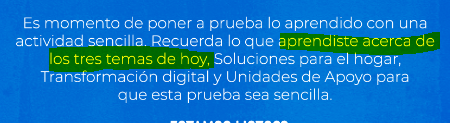 Es momento de poner a prueba lo aprendido con una
actividad sencilla. Recuerda lo que aprendiste acerca de
los tres temas de hoy, Soluciones para el hogar,
Transformación digital y Unidades de Apoyo para
que esta prueba sea sencilla.